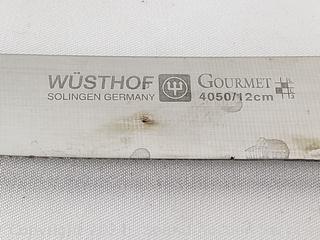 WÜSTHOF GOURMET
SOLINGEN GERMANY 4050/12cm